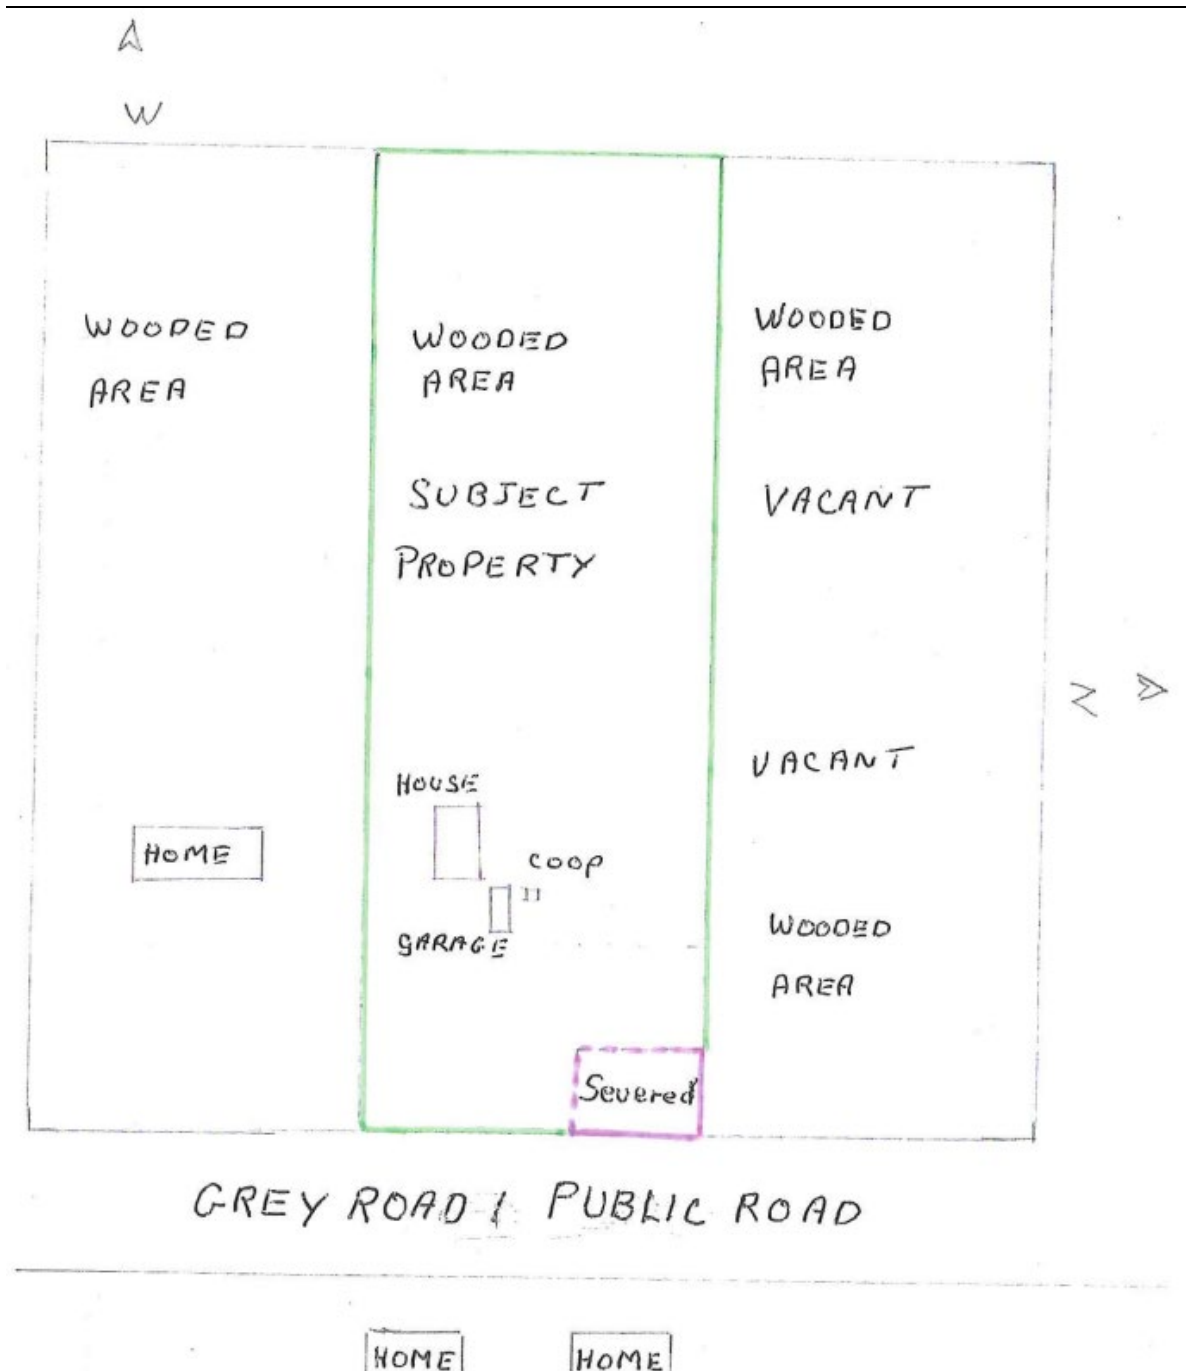 W
WOODED
AREA
WOODED
AREA
WOODED
AREA
SUBJECT
PROPERTY
VACANT
N
VACANT
HOUSE
HOME
COOP
GARAGE
WOODED
AREA
Severed
GREY ROAD 1 PUBLIC ROAD
HOME
HOME